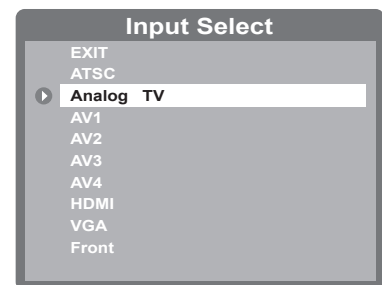 Input Select
EXIT
ATSC
Analog TV
AV1
AV2
AV3
AV4
HDMI
VGA
Front